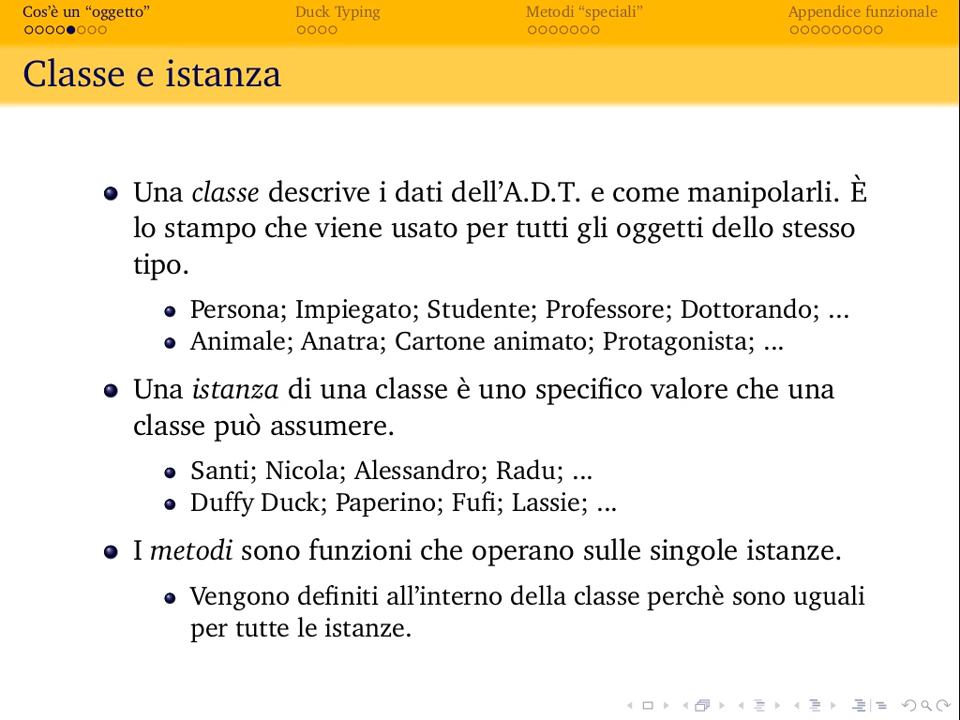 Cos'è un “oggetto” Duck Typing Metodi “speciali” Appendice funzionale
Classe e istanza
Una classe descrive i dati dell'A.D.T. e come manipolarli. È
lo stampo che viene usato per tutti gli oggetti dello stesso
tipo.
Persona; Impiegato; Studente; Professore; Dottorando; ...
Animale; Anatra; Cartone animato; Protagonista; ...
Una istanza di una classe è uno specifico valore che una
classe può assumere.
Santi; Nicola; Alessandro; Radu; ...
Duffy Duck; Paperino; Fufi; Lassie; ...
I metodi sono funzioni che operano sulle singole istanze.
Vengono definiti all'interno della classe perchè sono uguali
per tutte le istanze.